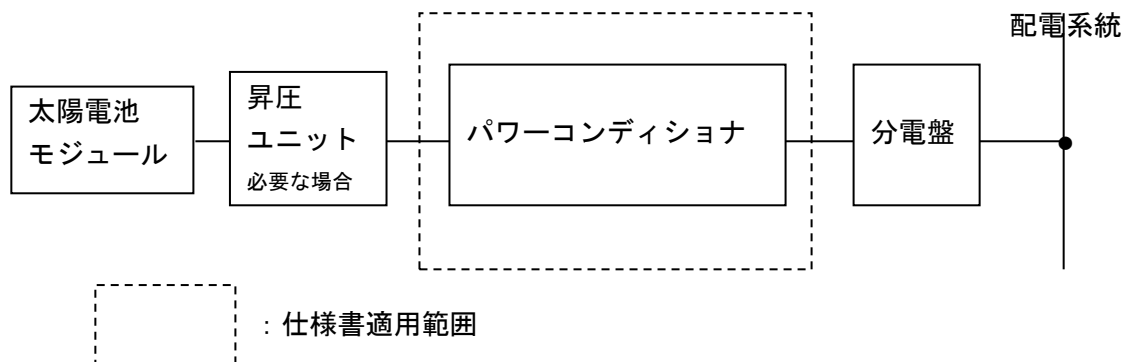 配電系統
太陽電池
モジュール
昇圧
ユニット
必要な場合
パワーコンディショナ
分電盤
：仕様書適用範囲